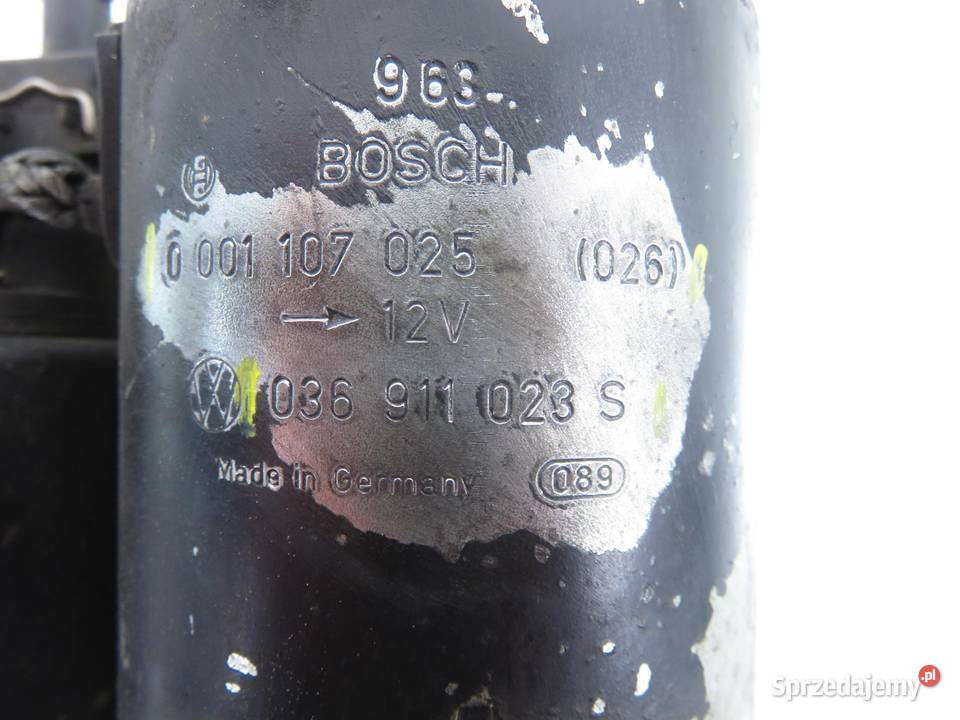 963
BOSCH
0 001 107 025 (026)
→ 12V
036 911 023 S
Made in Germany 089
Sprzedajemy.pl